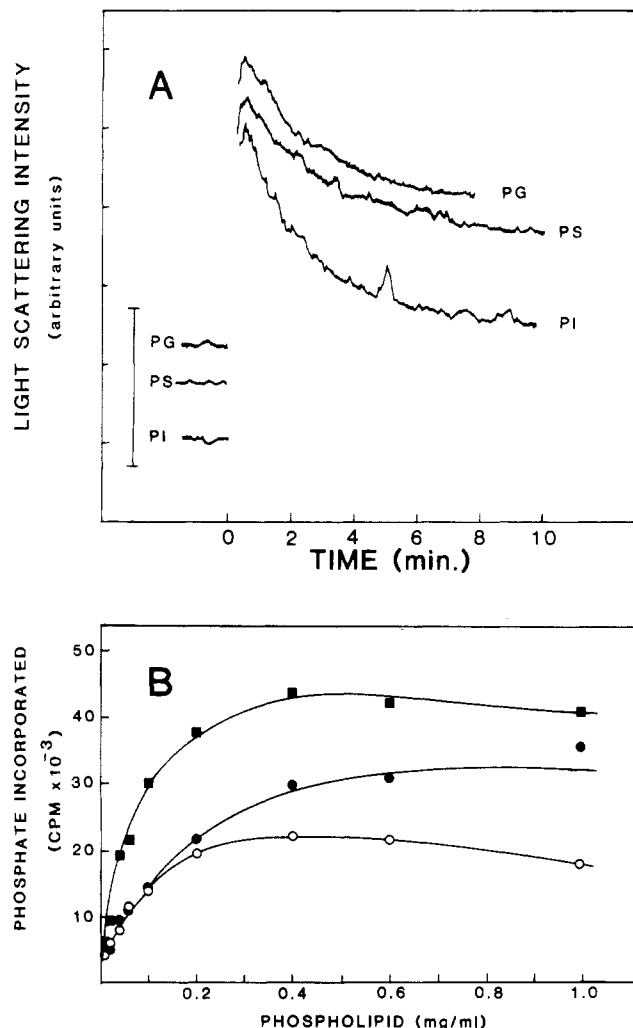 A
LIGHT SCATTERING INTENSITY
(arbitrary units)
PG
PS
PI
PG
PS
PI
0 2 4 6 8 10
TIME (min.)
B
PHOSPHATE INCORPORATED
(CPM x10-3)
50
40
30
20
10
0.2 0.4 0.6 0.8 1.0
PHOSPHOLIPID (mg/ml)